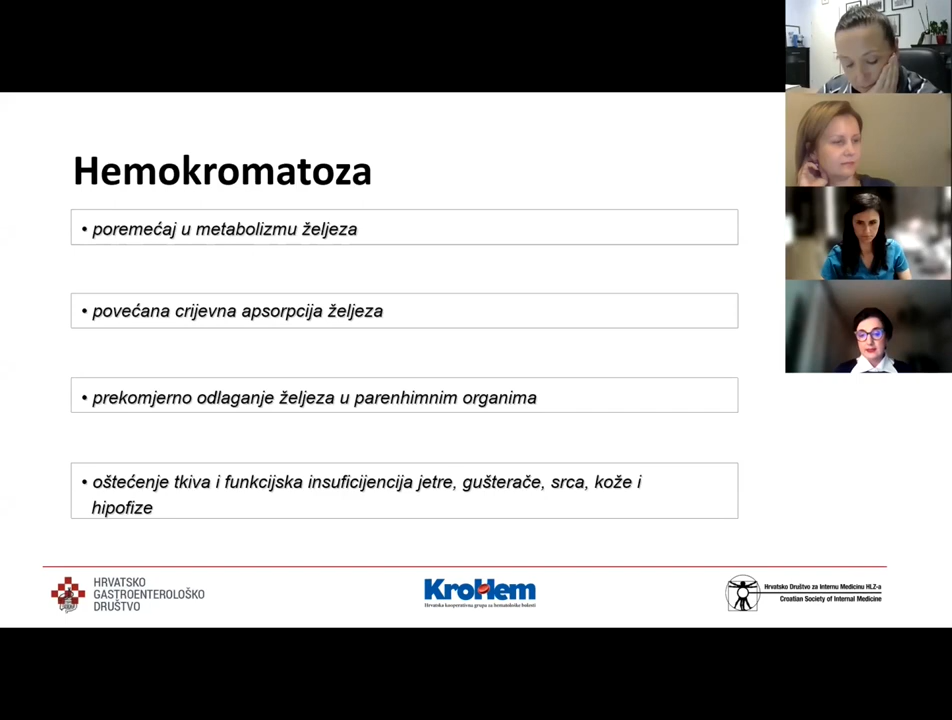 Hemokromatoza
• poremećaj u metabolizmu željeza
• povećana crijevna apsorpcija željeza
• prekomjerno odlaganje željeza u parenhimnim organima
• oštećenje tkiva i funkcijska insuficijencija jetre, gušterače, srca, kože i
hipofize
HRVATSKO
GASTROENTEROLOŠKO
DRUŠTVO
KroHem
Hrvatska kooperativna grupa za hematološke bolesti
Hrvatsko Društvo za Internu Medicinu HLZ-a
Croatian Society of Internal Medicine